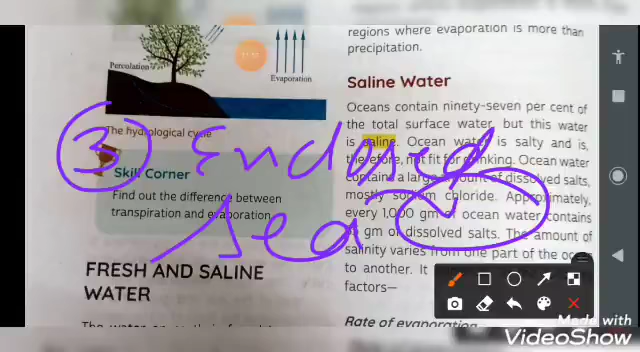 regions where evaporation is more than
precipitation.
Percolation
Evaporation
The hydrological cycle
Skill Corner
Find out the difference between
transpiration and evaporation.
FRESH AND SALINE
WATER
Saline Water
Oceans contain ninety-seven per cent of
the total surface water, but this water
is saline. Ocean water is salty and is,
therefore, not fit for drinking. Ocean water
contains a large amount of dissolved salts,
mostly sodium chloride. Approximately,
every 1,000 gm of ocean water contains
gm of dissolved salts. The amount of
salinity varies from one part of the
to another. It
factors—
Rate of evaporation
3 Enclosed
sea
Made with
VideoShow